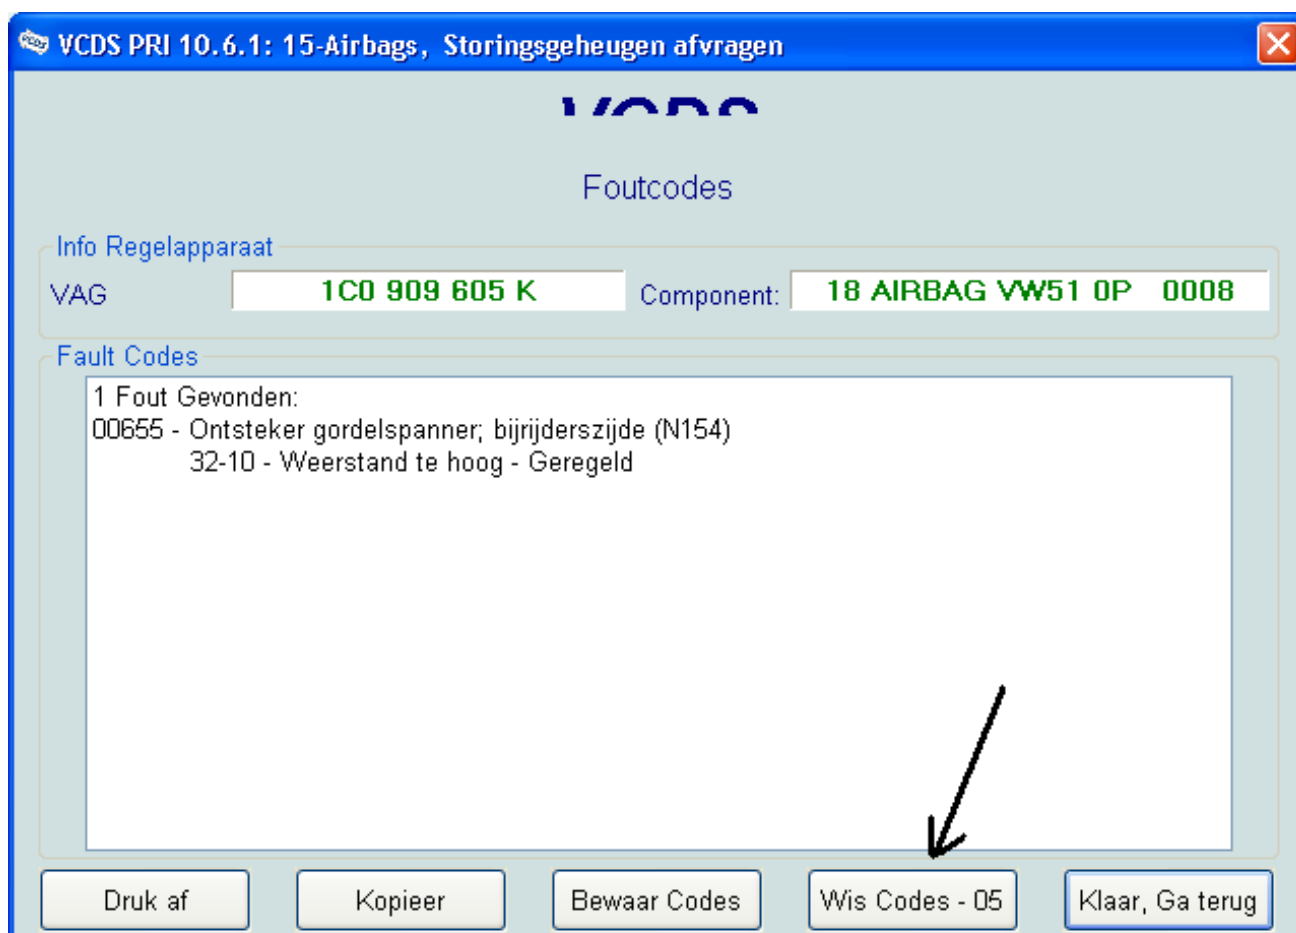 VCDS PRI 10.6.1: 15-Airbags, Storingsgeheugen afvragen
VCDS
Foutcodes
Info Regelapparaat
VAG 1C0 909 605 K Component: 18 AIRBAG VW51 0P 0008
Fault Codes
1 Fout Gevonden:
00655 - Ontsteker gordelspanner; bijrijderszijde (N154)
32-10 - Weerstand te hoog - Geregeld
Druk af Kopieer Bewaar Codes Wis Codes - 05 Klaar, Ga terug